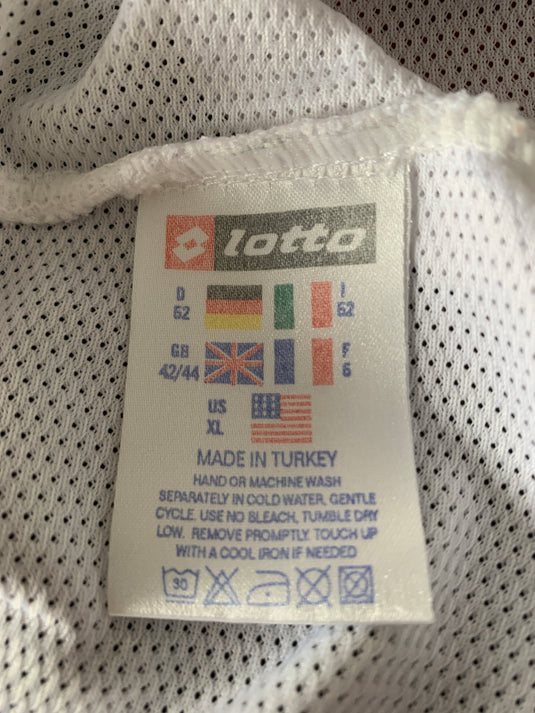 lotto
D I
52 52
GB F
42/44 6
US
XL
MADE IN TURKEY
HAND OR MACHINE WASH
SEPARATELY IN COLD WATER, GENTLE
CYCLE. USE NO BLEACH, TUMBLE DRY
LOW. REMOVE PROMPTLY. TOUCH UP
WITH A COOL IRON IF NEEDED
30